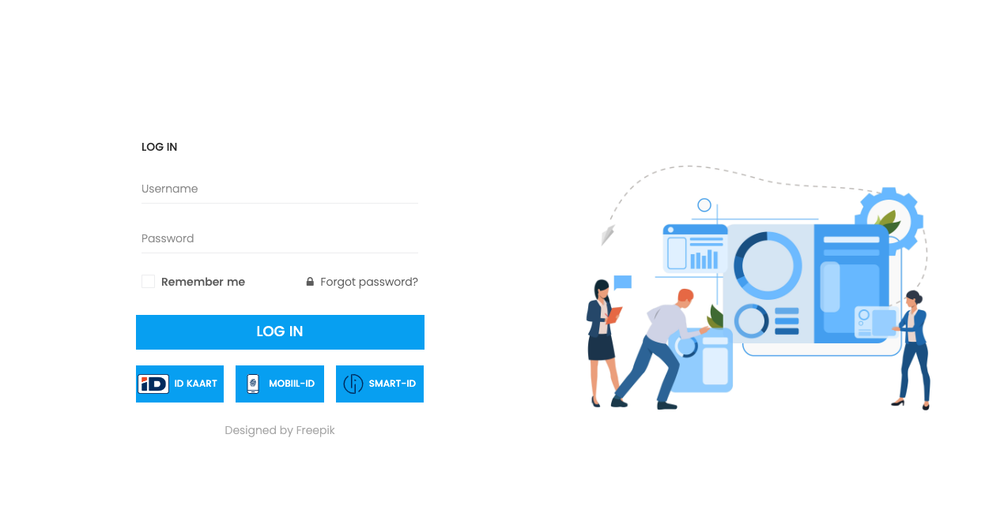 LOG IN
Username
Password
Remember me
Forgot password?
LOG IN
iD ID KAART
MOBIIL-ID
SMART-ID
Designed by Freepik